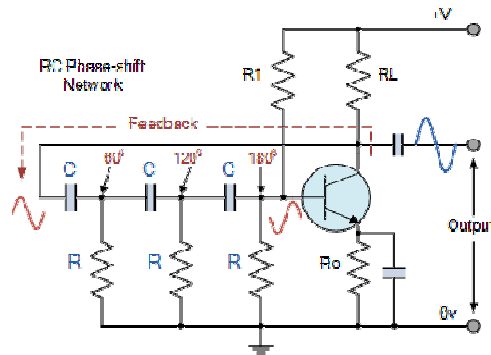 +V
RC Phase-shift
Network
R1
RL
Feedback
C
60°
C
120°
C
180°
Output
R
R
R
Ro
0v